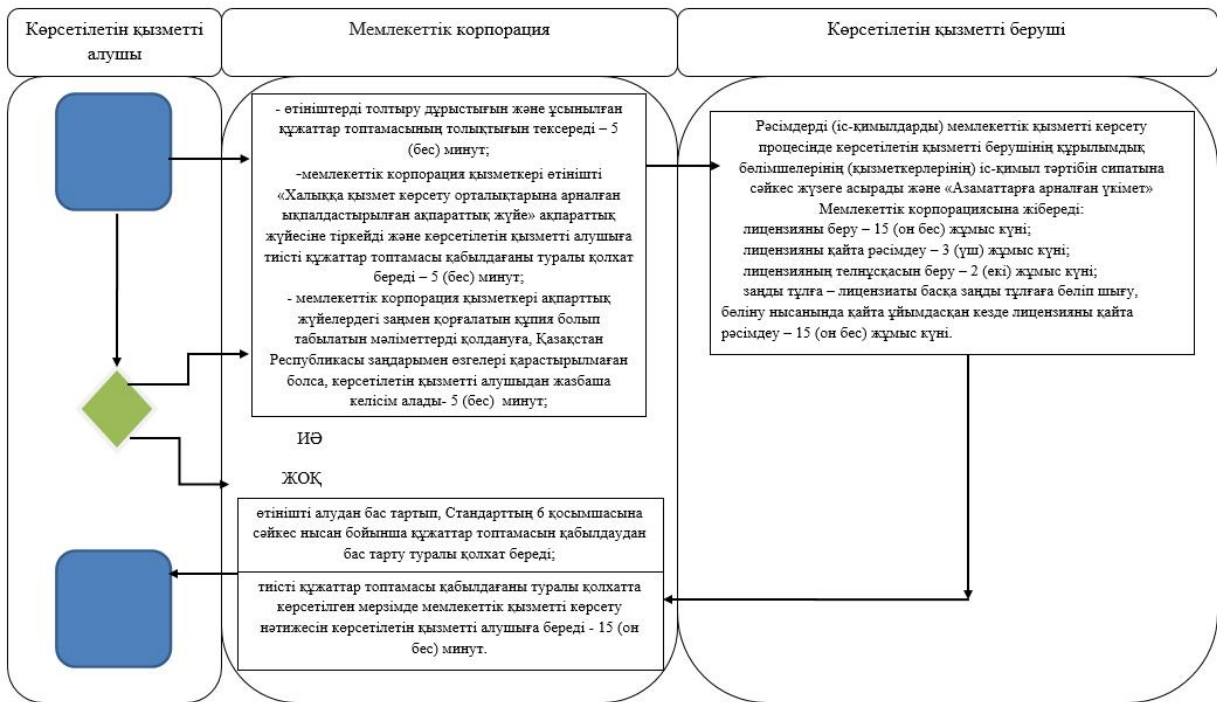 Көрсетілетін қызметті
алушы
Мемлекеттік корпорация
Көрсетілетін қызметті беруші
- өтініштерді толтыру дұрыстығын және ұсынылған
құжаттар топтамасының толықтығын тексереді – 5
(бес) минут;
-мемлекеттік корпорация қызметкері өтінішті
«Халыққа қызмет көрсету орталықтарына арналған
ықпалдастырылған ақпараттық жүйе» ақпараттық
жүйесіне тіркейді және көрсетілетін қызметті алушыға
тиісті құжаттар топтамасы қабылдағаны туралы қолхат
береді – 5 (бес) минут;
- мемлекеттік корпорация қызметкері ақпарттық
жүйелердегі заңмен қорғалатын құпия болып
табылатын мәліметтерді қолдануға, Қазақстан
Республикасы заңдарымен өзгелері қарастырылмаған
болса, көрсетілетін қызметті алушыдан жазбаша
келісім алады- 5 (бес) минут;
Рәсімдерді (іс-қимылдарды) мемлекеттік қызметті көрсету
процесінде көрсетілетін қызметті берушінің құрылымдық
бөлімшелерінің (қызметкерлерінің) іс-қимыл тәртібін сипатына
сәйкес жүзеге асырады және «Азаматтарға арналған үкімет»
Мемлекеттік корпорациясына жібереді:
лицензияны беру – 15 (он бес) жұмыс күні;
лицензияны қайта рәсімдеу – 3 (үш) жұмыс күні;
лицензияның телнұсқасын беру – 2 (екі) жұмыс күні;
заңды тұлға – лицензиаты басқа заңды тұлғаға бөліп шығу,
бөліну нысанында қайта ұйымдасқан кезде лицензияны қайта
рәсімдеу – 15 (он бес) жұмыс күні.
ИӘ
ЖОҚ
өтінішті алудан бас тартып, Стандарттың 6 қосымшасына
сәйкес нысан бойынша құжаттар топтамасын қабылдаудан
бас тарту туралы қолхат береді;
тиісті құжаттар топтамасы қабылдағаны туралы қолхатта
көрсетілген мерзімде мемлекеттік қызметті көрсету
нәтижесін көрсетілетін қызметті алушыға береді - 15 (он
бес) минут.